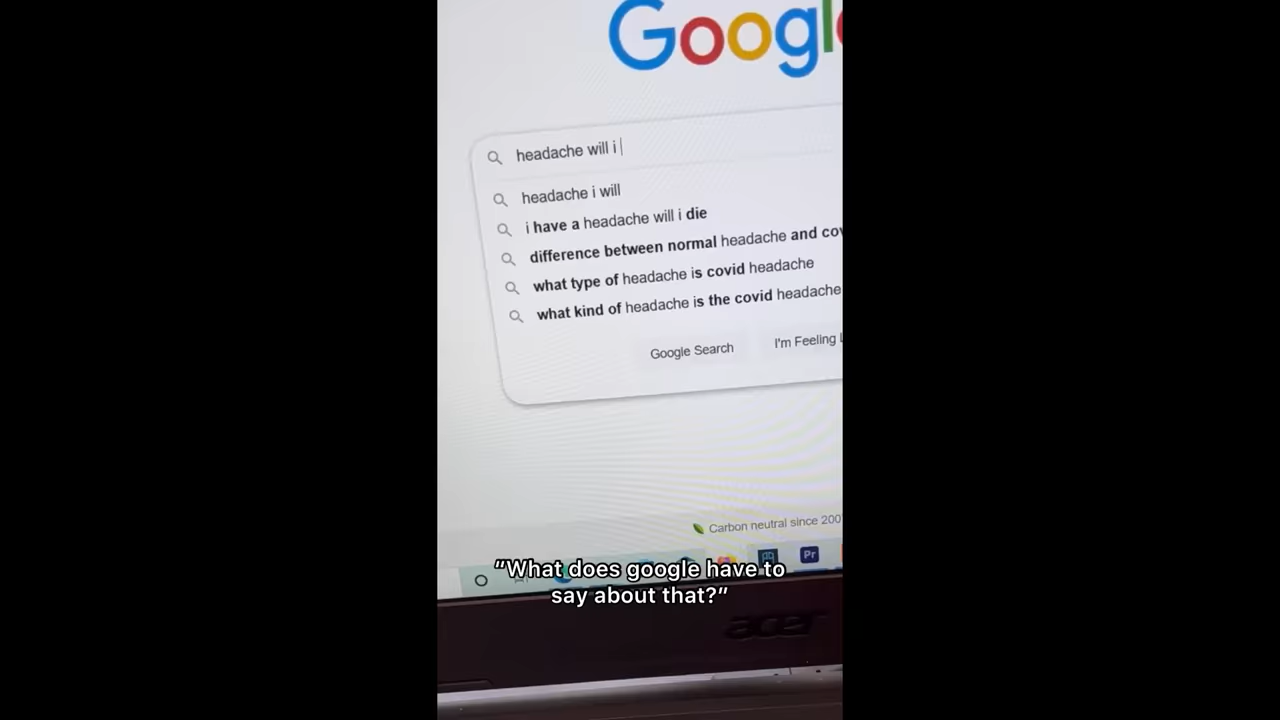 Googl
headache will i
headache i will
i have a headache will i die
difference between normal headache and cov
what type of headache is covid headache
what kind of headache is the covid headache
Google Search
I'm Feeling L
Carbon neutral since 200
Pr
"What does google have to
say about that?"
acer